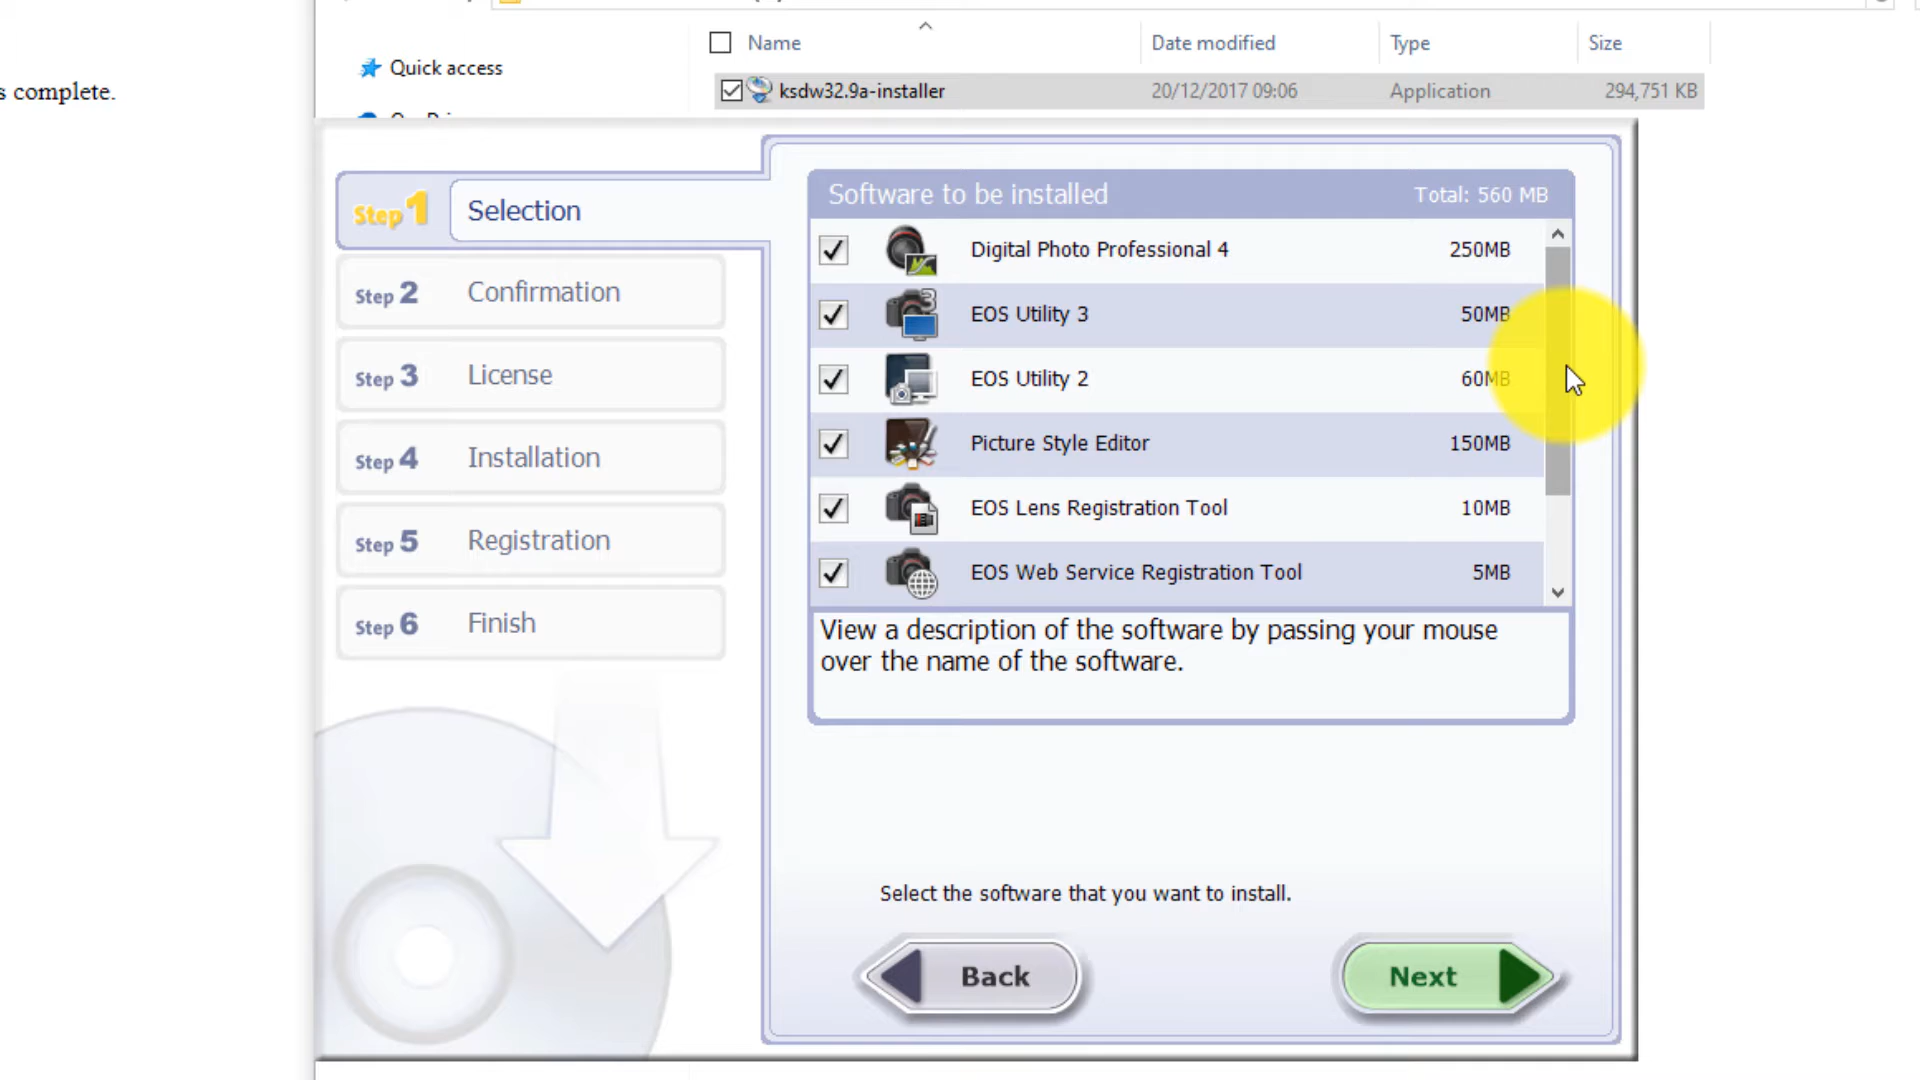 Name
Date modified
Type
Size
Quick access
s complete.
ksdw32.9a-installer
20/12/2017 09:06
Application
294,751 KB
Step 1
Selection
Step 2
Confirmation
Step 3
License
Step 4
Installation
Step 5
Registration
Step 6
Finish
Software to be installed
Total: 560 MB
Digital Photo Professional 4
250MB
EOS Utility 3
50MB
EOS Utility 2
60MB
Picture Style Editor
150MB
EOS Lens Registration Tool
10MB
EOS Web Service Registration Tool
5MB
View a description of the software by passing your mouse
over the name of the software.
Select the software that you want to install.
Back
Next